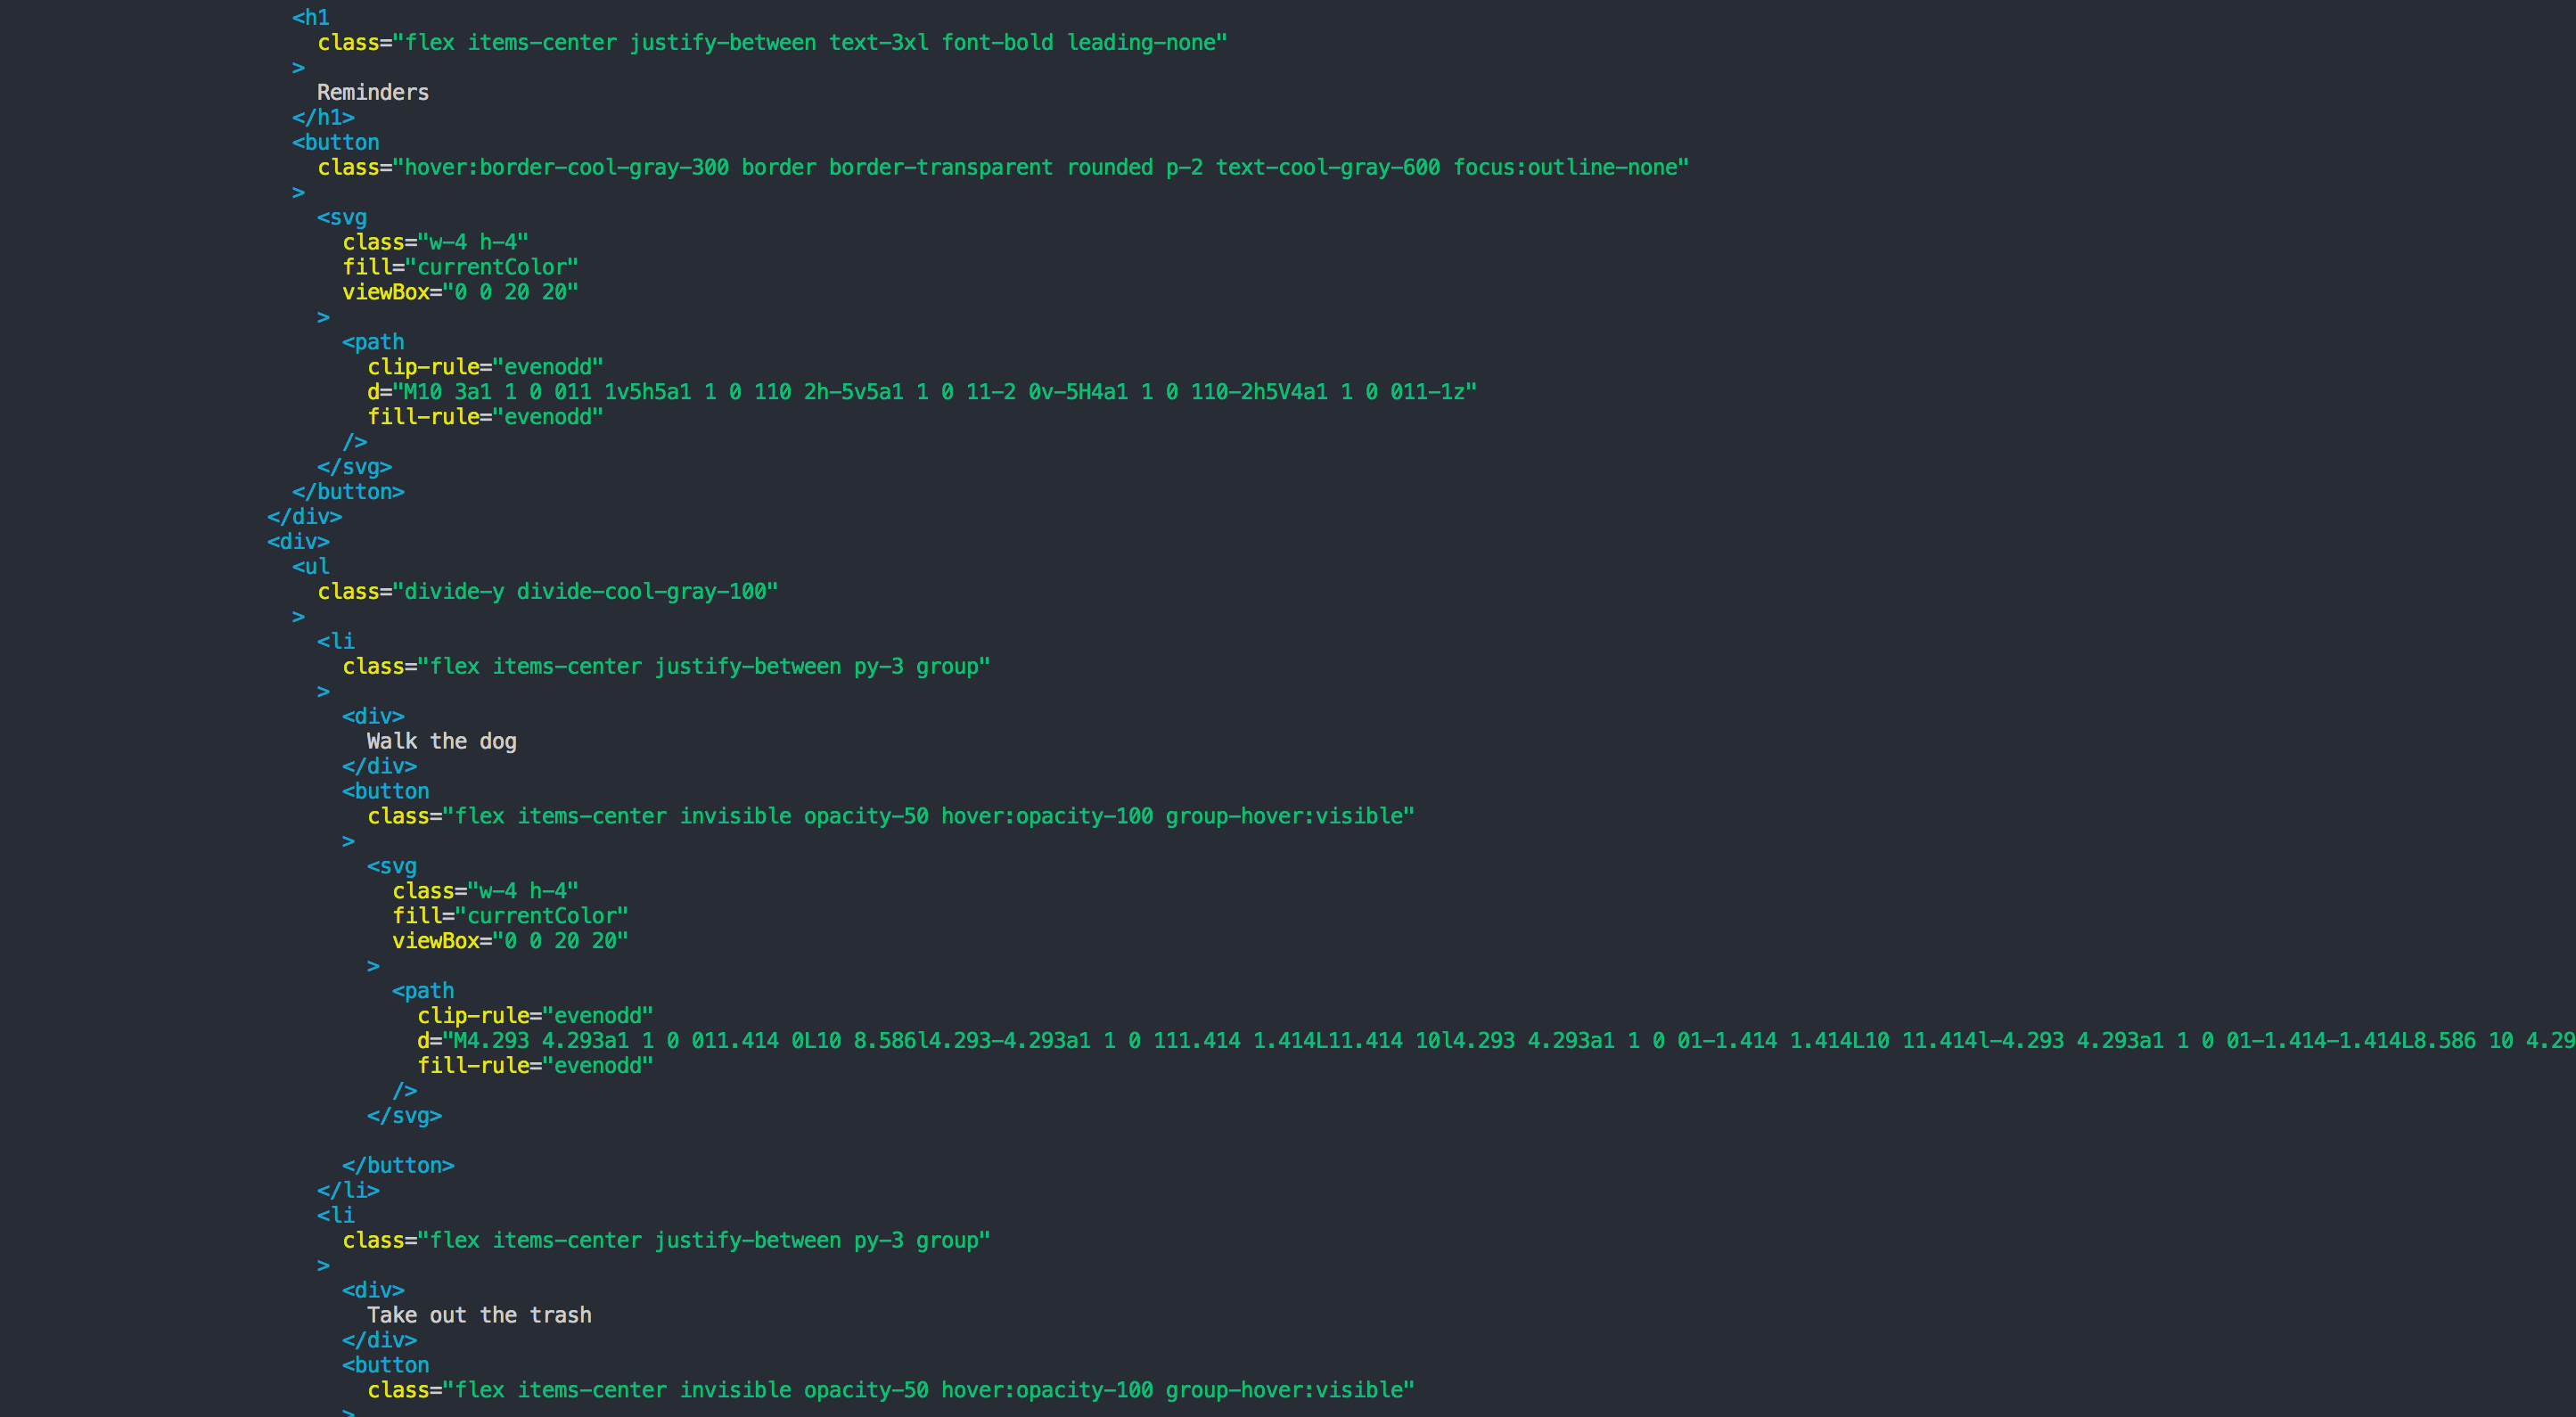 <h1
class="flex items-center justify-between text-3xl font-bold leading-none"
>
Reminders
</h1>
<button
class="hover:border-cool-gray-300 border border-transparent rounded p-2 text-cool-gray-600 focus:outline-none"
>
<svg
class="w-4 h-4"
fill="currentColor"
viewBox="0 0 20 20"
>
<path
clip-rule="evenodd"
d="M10 3a1 1 0 011 1v5h5a1 1 0 110 2h-5v5a1 1 0 11-2 0v-5H4a1 1 0 110-2h5V4a1 1 0 011-1z"
fill-rule="evenodd"
/>
</svg>
</button>
</div>
<div>
<ul
class="divide-y divide-cool-gray-100"
>
<li
class="flex items-center justify-between py-3 group"
>
<div>
Walk the dog
</div>
<button
class="flex items-center invisible opacity-50 hover:opacity-100 group-hover:visible"
>
<svg
class="w-4 h-4"
fill="currentColor"
viewBox="0 0 20 20"
>
<path
clip-rule="evenodd"
d="M4.293 4.293a1 1 0 011.414 0L10 8.586l4.293-4.293a1 1 0 111.414 1.414L11.414 10l4.293 4.293a1 1 0 01-1.414 1.414L10 11.414l-4.293 4.293a1 1 0 01-1.414-1.414L8.586 10 4.29
fill-rule="evenodd"
/>
</svg>
</button>
</li>
<li
class="flex items-center justify-between py-3 group"
>
<div>
Take out the trash
</div>
<button
class="flex items-center invisible opacity-50 hover:opacity-100 group-hover:visible"
>